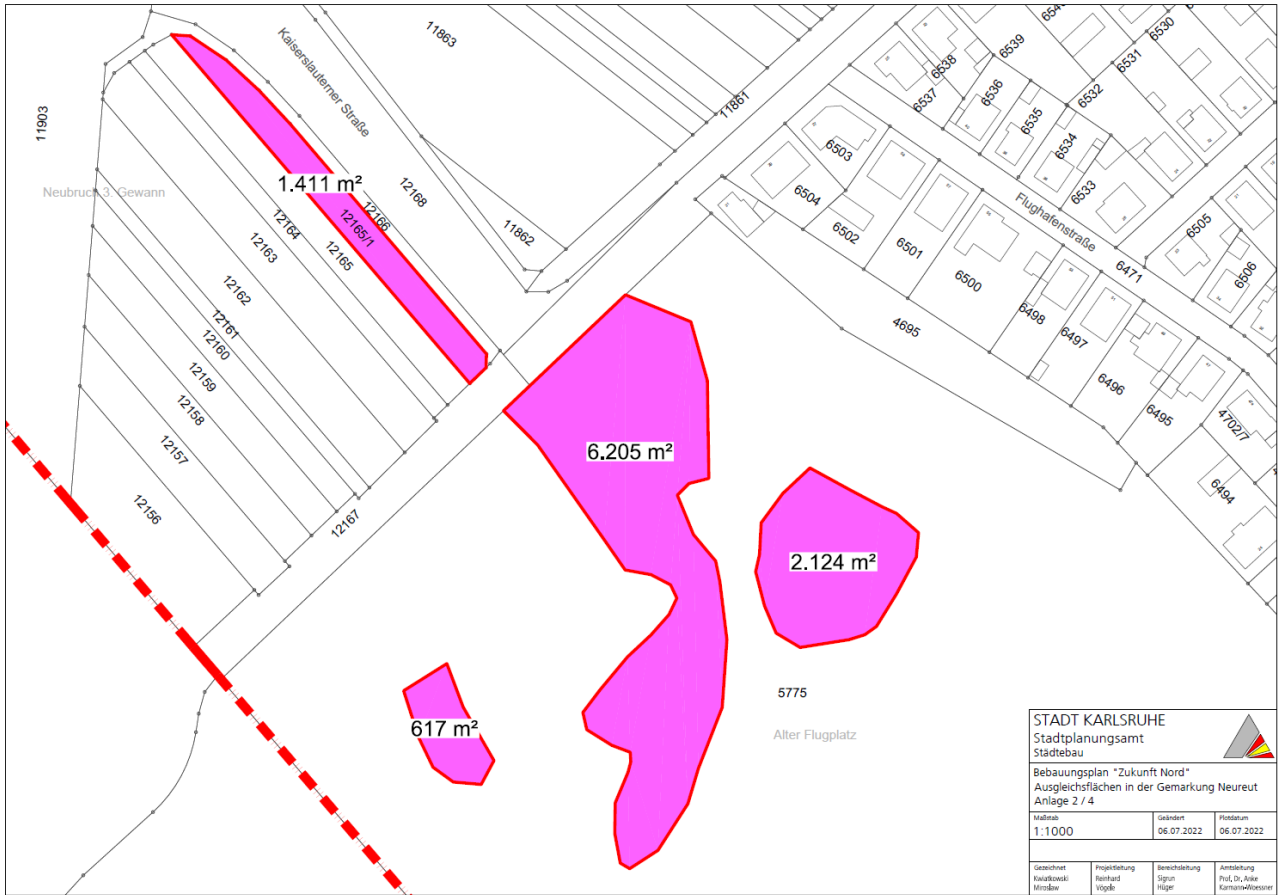 11903
Neubruch 3. Gewann
Kaiserslauterner Straße
11863
11861
11862
12168
12166
12165/1
12165
12164
12163
12162
12161
12160
12159
12158
12157
12156
12167
1.411 m²
6.205 m²
2.124 m²
617 m²
5775
Alter Flugplatz
6538
6537
6539
6536
6535
6534
6533
6532
6531
6530
6503
6504
6502
6501
6500
6498
6497
6496
6495
6494
4702/7
4695
Flughafenstraße
6471
6505
6506
STADT KARLSRUHE
Stadtplanungsamt
Städtebau
Bebauungsplan "Zukunft Nord"
Ausgleichsflächen in der Gemarkung Neureut
Anlage 2 / 4
Maßstab
1:1000
Geändert
06.07.2022
Plotdatum
06.07.2022
Gezeichnet
Kwiatkowski
Miroslaw
Projektleitung
Reinhard
Vögele
Bereichsleitung
Sigrun
Hüger
Amtsleitung
Prof. Dr. Anke
Karmann-Woessner